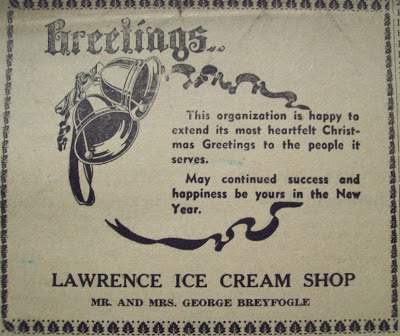 Greetings..
This organization is happy to
extend its most heartfelt Christ-
mas Greetings to the people it
serves.
May continued success and
happiness be yours in the New
Year.
LAWRENCE ICE CREAM SHOP
MR. AND MRS. GEORGE BREYFOGLE